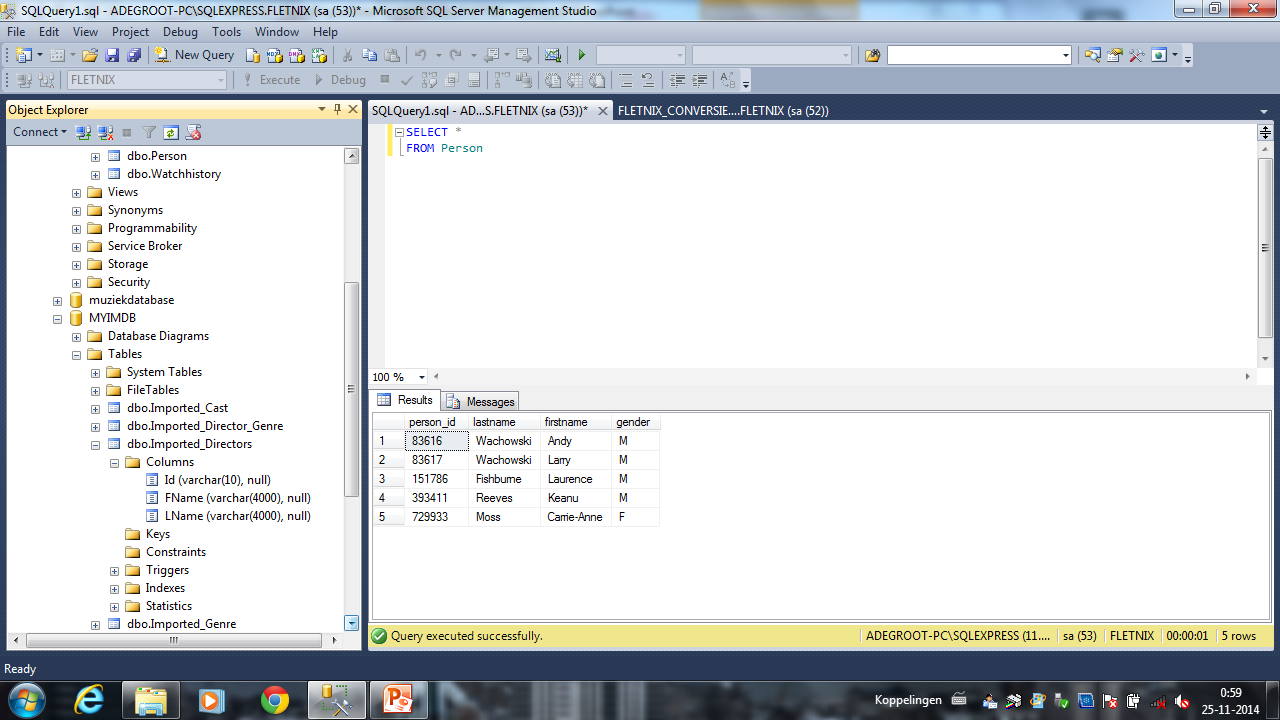 SQLQuery1.sql - ADEGROOT-PC\SQLEXPRESS.FLETNIX (sa (53))* - Microsoft SQL Server Management Studio
File Edit View Project Debug Tools Window Help
New Query
FLETNIX Execute Debug
Object Explorer
Connect
dbo.Person
dbo.Watchhistory
Views
Synonyms
Programmability
Service Broker
Storage
Security
muziekdatabase
MYIMDB
Database Diagrams
Tables
System Tables
FileTables
dbo.Imported_Cast
dbo.Imported_Director_Genre
dbo.Imported_Directors
Columns
Id (varchar(10), null)
FName (varchar(4000), null)
LName (varchar(4000), null)
Keys
Constraints
Triggers
Indexes
Statistics
dbo.Imported_Genre
SQLQuery1.sql - AD...S.FLETNIX (sa (53))* FLETNIX_CONVERSIE....FLETNIX (sa (52))
SELECT *
FROM Person
100 %
Results Messages
person_id lastname firstname gender
1 83616 Wachowski Andy M
2 83617 Wachowski Larry M
3 151786 Fishburne Laurence M
4 393411 Reeves Keanu M
5 729933 Moss Carrie-Anne F
Query executed successfully. ADEGROOT-PC\SQLEXPRESS (11.... sa (53) FLETNIX 00:00:01 5 rows
Ready
Koppelingen 0:59
25-11-2014